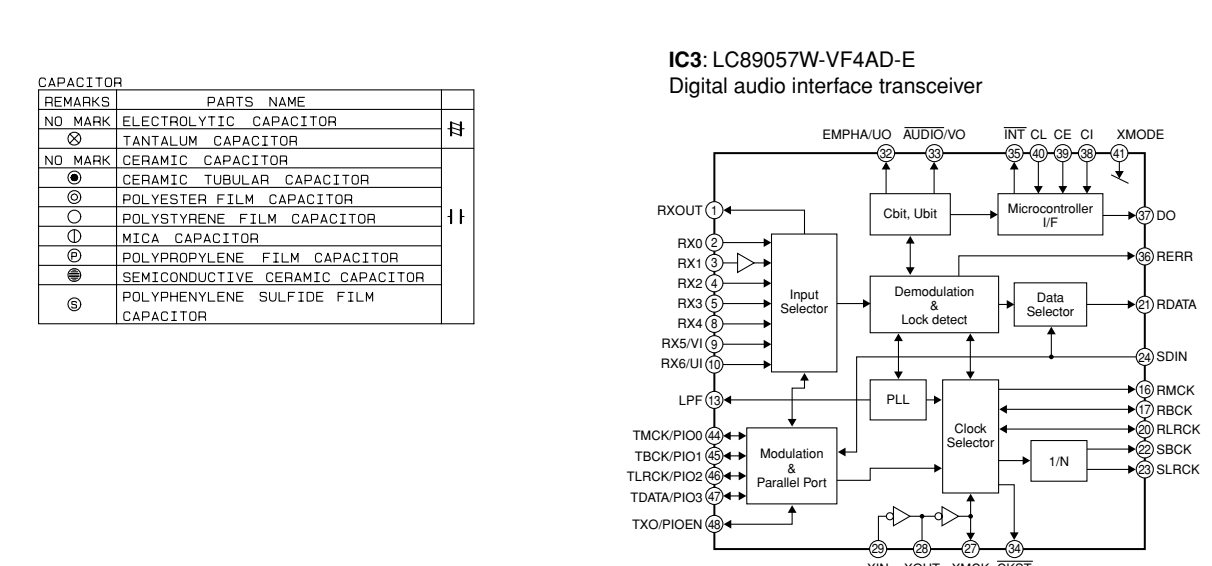 CAPACITOR
REMARKS PARTS NAME
NO MARK ELECTROLYTIC CAPACITOR
⊗ TANTALUM CAPACITOR
NO MARK CERAMIC CAPACITOR
CERAMIC TUBULAR CAPACITOR
POLYESTER FILM CAPACITOR
POLYSTYRENE FILM CAPACITOR
MICA CAPACITOR
Ⓟ POLYPROPYLENE FILM CAPACITOR
SEMICONDUCTIVE CERAMIC CAPACITOR
Ⓢ POLYPHENYLENE SULFIDE FILM
CAPACITOR
IC3: LC89057W-VF4AD-E
Digital audio interface transceiver
EMPHA/UO AUDIO/VO INT CL CE CI XMODE
32 33 35 40 39 38 41
RXOUT 1
RX0 2
RX1 3
RX2 4
RX3 5
RX4 8
RX5/VI 9
RX6/UI 10
LPF 13
TMCK/PIO0 44
TBCK/PIO1 45
TLRCK/PIO2 46
TDATA/PIO3 47
TXO/PIOEN 48
Input
Selector
Modulation
&
Parallel Port
Cbit, Ubit
Demodulation
&
Lock detect
PLL
Microcontroller
I/F
Data
Selector
Clock
Selector
1/N
37 DO
36 RERR
21 RDATA
24 SDIN
16 RMCK
17 RBCK
20 RLRCK
22 SBCK
23 SLRCK
29 28 27 34
XIN XOUT XMCK CKST